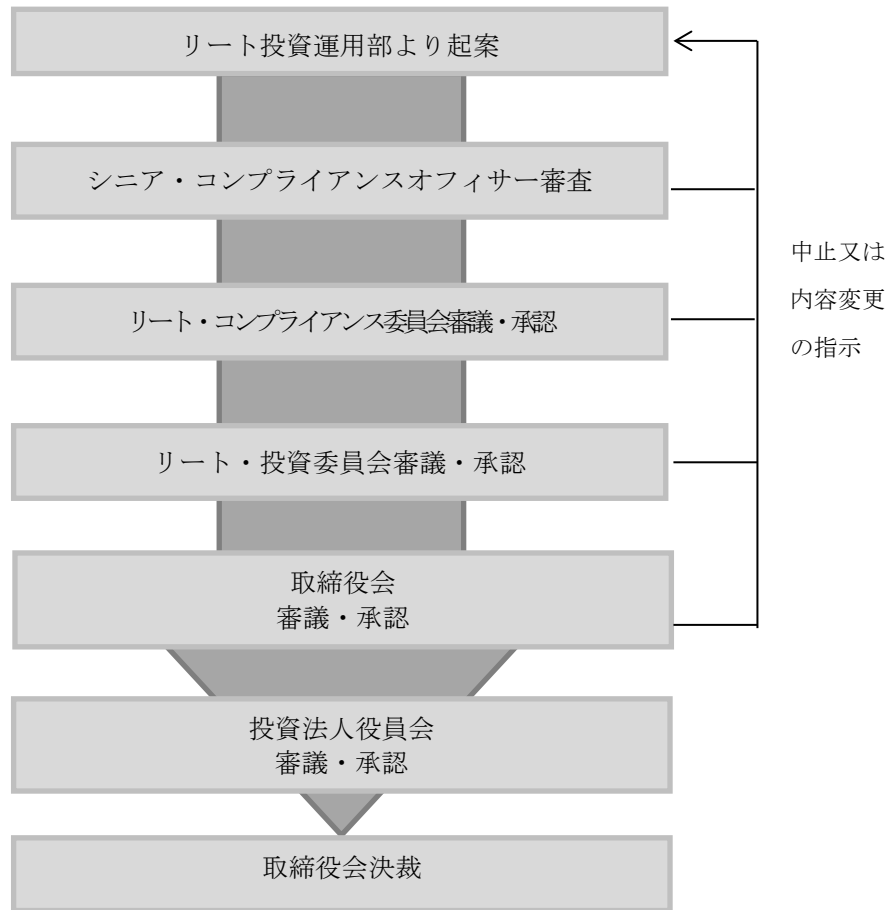 リート投資運用部より起案
シニア・コンプライアンスオフィサー審査
リート・コンプライアンス委員会審議・承認
リート・投資委員会審議・承認
取締役会
審議・承認
投資法人役員会
審議・承認
取締役会決裁
中止又は
内容変更
の指示